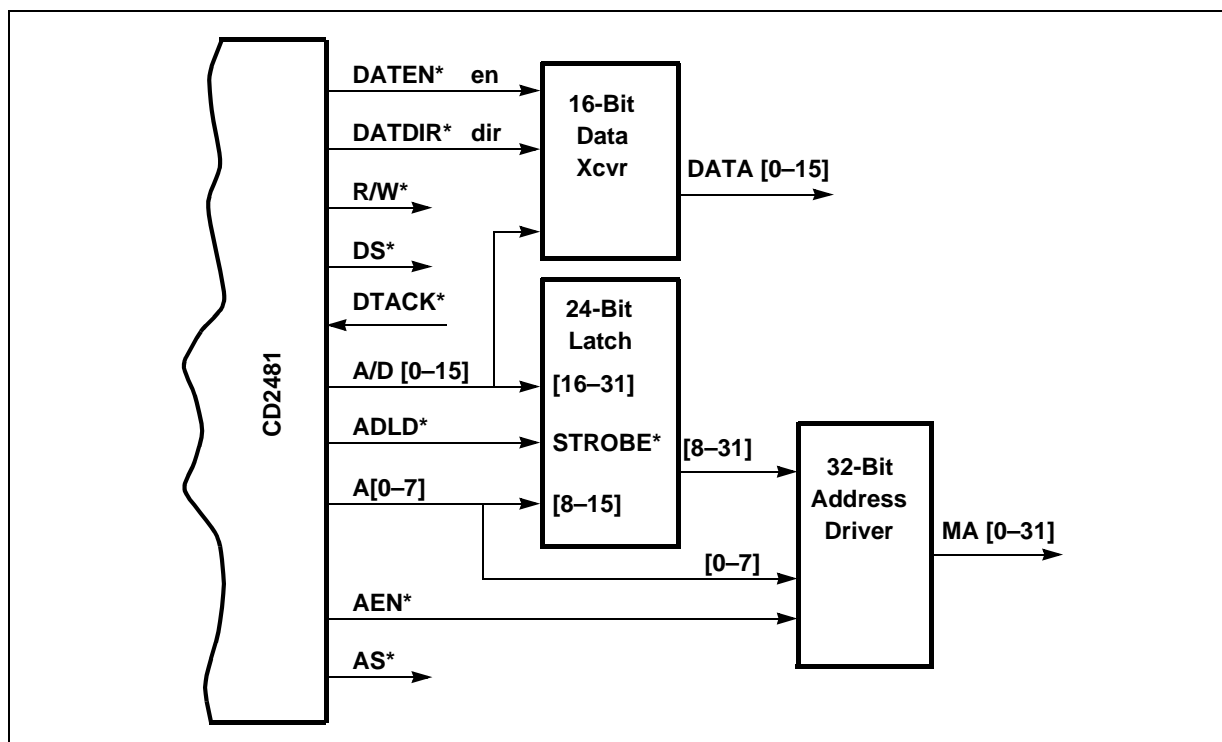 CD2481
DATEN* en
DATDIR* dir
R/W*
DS*
DTACK*
A/D [0–15]
ADLD*
A[0–7]
AEN*
AS*
16-Bit
Data
Xcvr
DATA [0–15]
24-Bit
Latch
[16–31]
STROBE*
[8–15]
[8–31]
[0–7]
32-Bit
Address
Driver
MA [0–31]